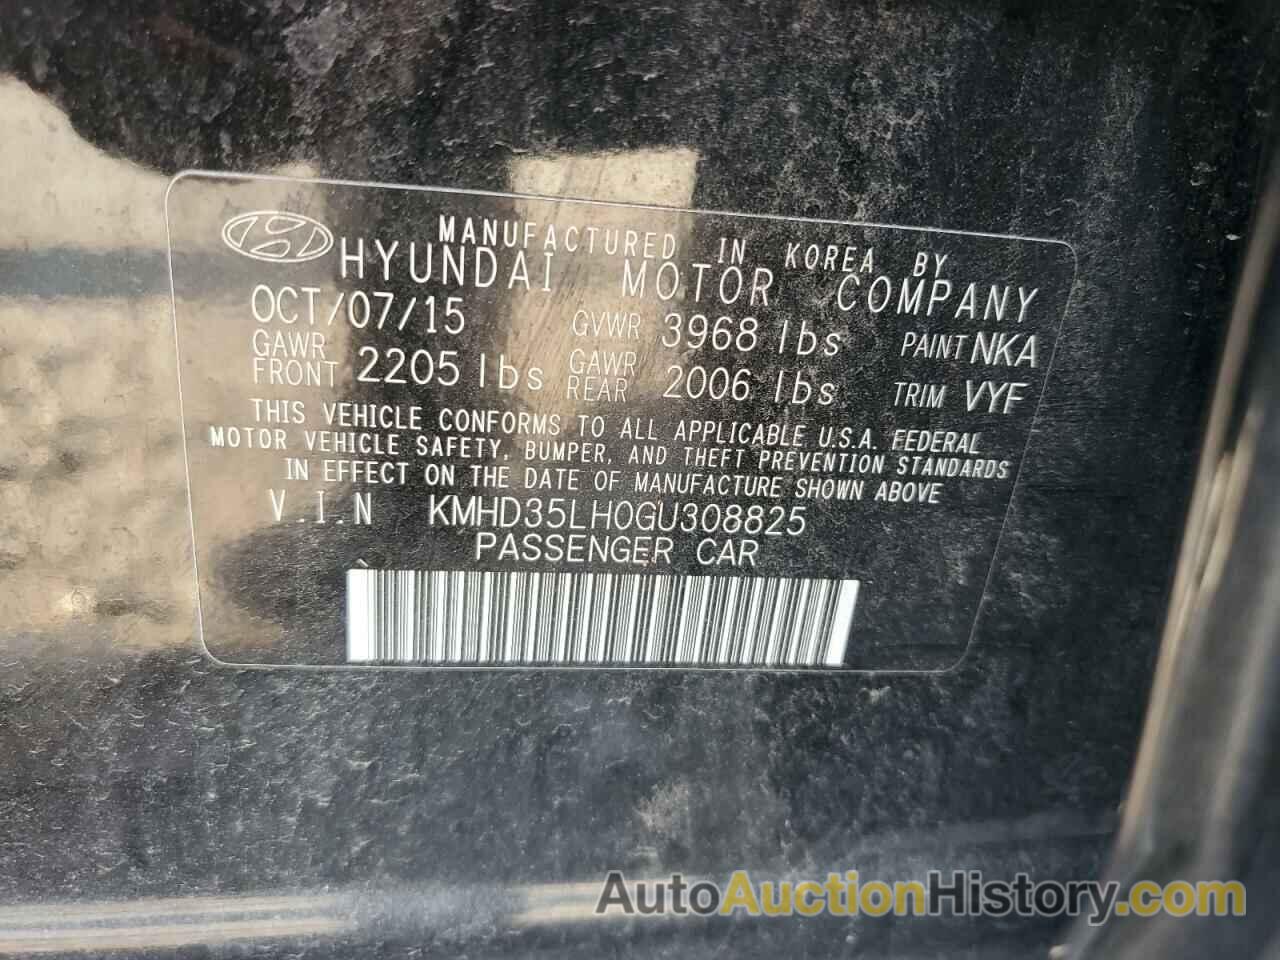 MANUFACTURED IN KOREA BY
HYUNDAI MOTOR COMPANY
OCT/07/15 GVWR 3968 lbs PAINT NKA
GAWR FRONT 2205 lbs GAWR REAR 2006 lbs TRIM VYF
THIS VEHICLE CONFORMS TO ALL APPLICABLE U.S.A. FEDERAL
MOTOR VEHICLE SAFETY, BUMPER, AND THEFT PREVENTION STANDARDS
IN EFFECT ON THE DATE OF MANUFACTURE SHOWN ABOVE
V.I.N KMHD35LH0GU308825
PASSENGER CAR
AutoAuctionHistory.com